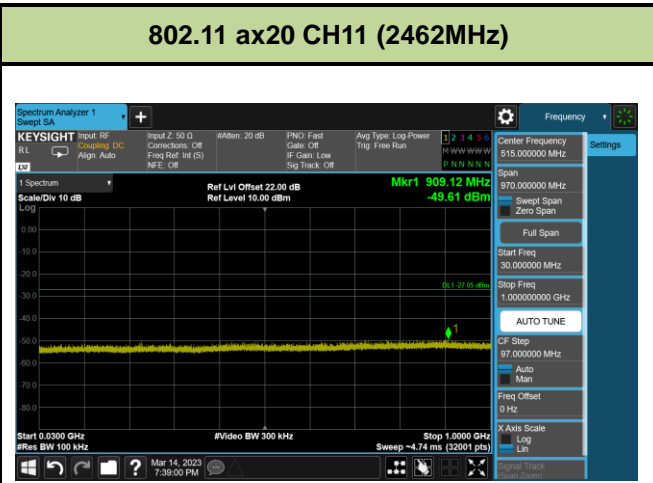 802.11 ax20 CH11 (2462MHz)
Spectrum Analyzer 1
Swept SA
Frequency
KEYSIGHT
RL
LXI
Input: RF
Coupling: DC
Align: Auto
Input Z: 50 Ω
Corrections: Off
Freq Ref: Int (S)
NFE: Off
#Atten: 20 dB
PNO: Fast
Gate: Off
IF Gain: Low
Sig Track: Off
Avg Type: Log-Power
Trig: Free Run
1 2 3 4 5 6
M W W W W W
P N N N N N
Center Frequency
515.000000 MHz
Settings
1 Spectrum
Scale/Div 10 dB
Log
Ref Lvl Offset 22.00 dB
Ref Level 10.00 dBm
Mkr1 909.12 MHz
-49.61 dBm
0.00
-10.0
-20.0
-30.0
-40.0
-50.0
-60.0
-70.0
-80.0
DL1 -27.05 dBm
1
Start 0.0300 GHz
#Res BW 100 kHz
#Video BW 300 kHz
Stop 1.0000 GHz
Sweep ~4.74 ms (32001 pts)
Span
970.000000 MHz
Swept Span
Zero Span
Full Span
Start Freq
30.000000 MHz
Stop Freq
1.000000000 GHz
AUTO TUNE
CF Step
97.000000 MHz
Auto
Man
Freq Offset
0 Hz
X Axis Scale
Log
Lin
Signal Track
(Span Zoom)
?
Mar 14, 2023
7:39:00 PM